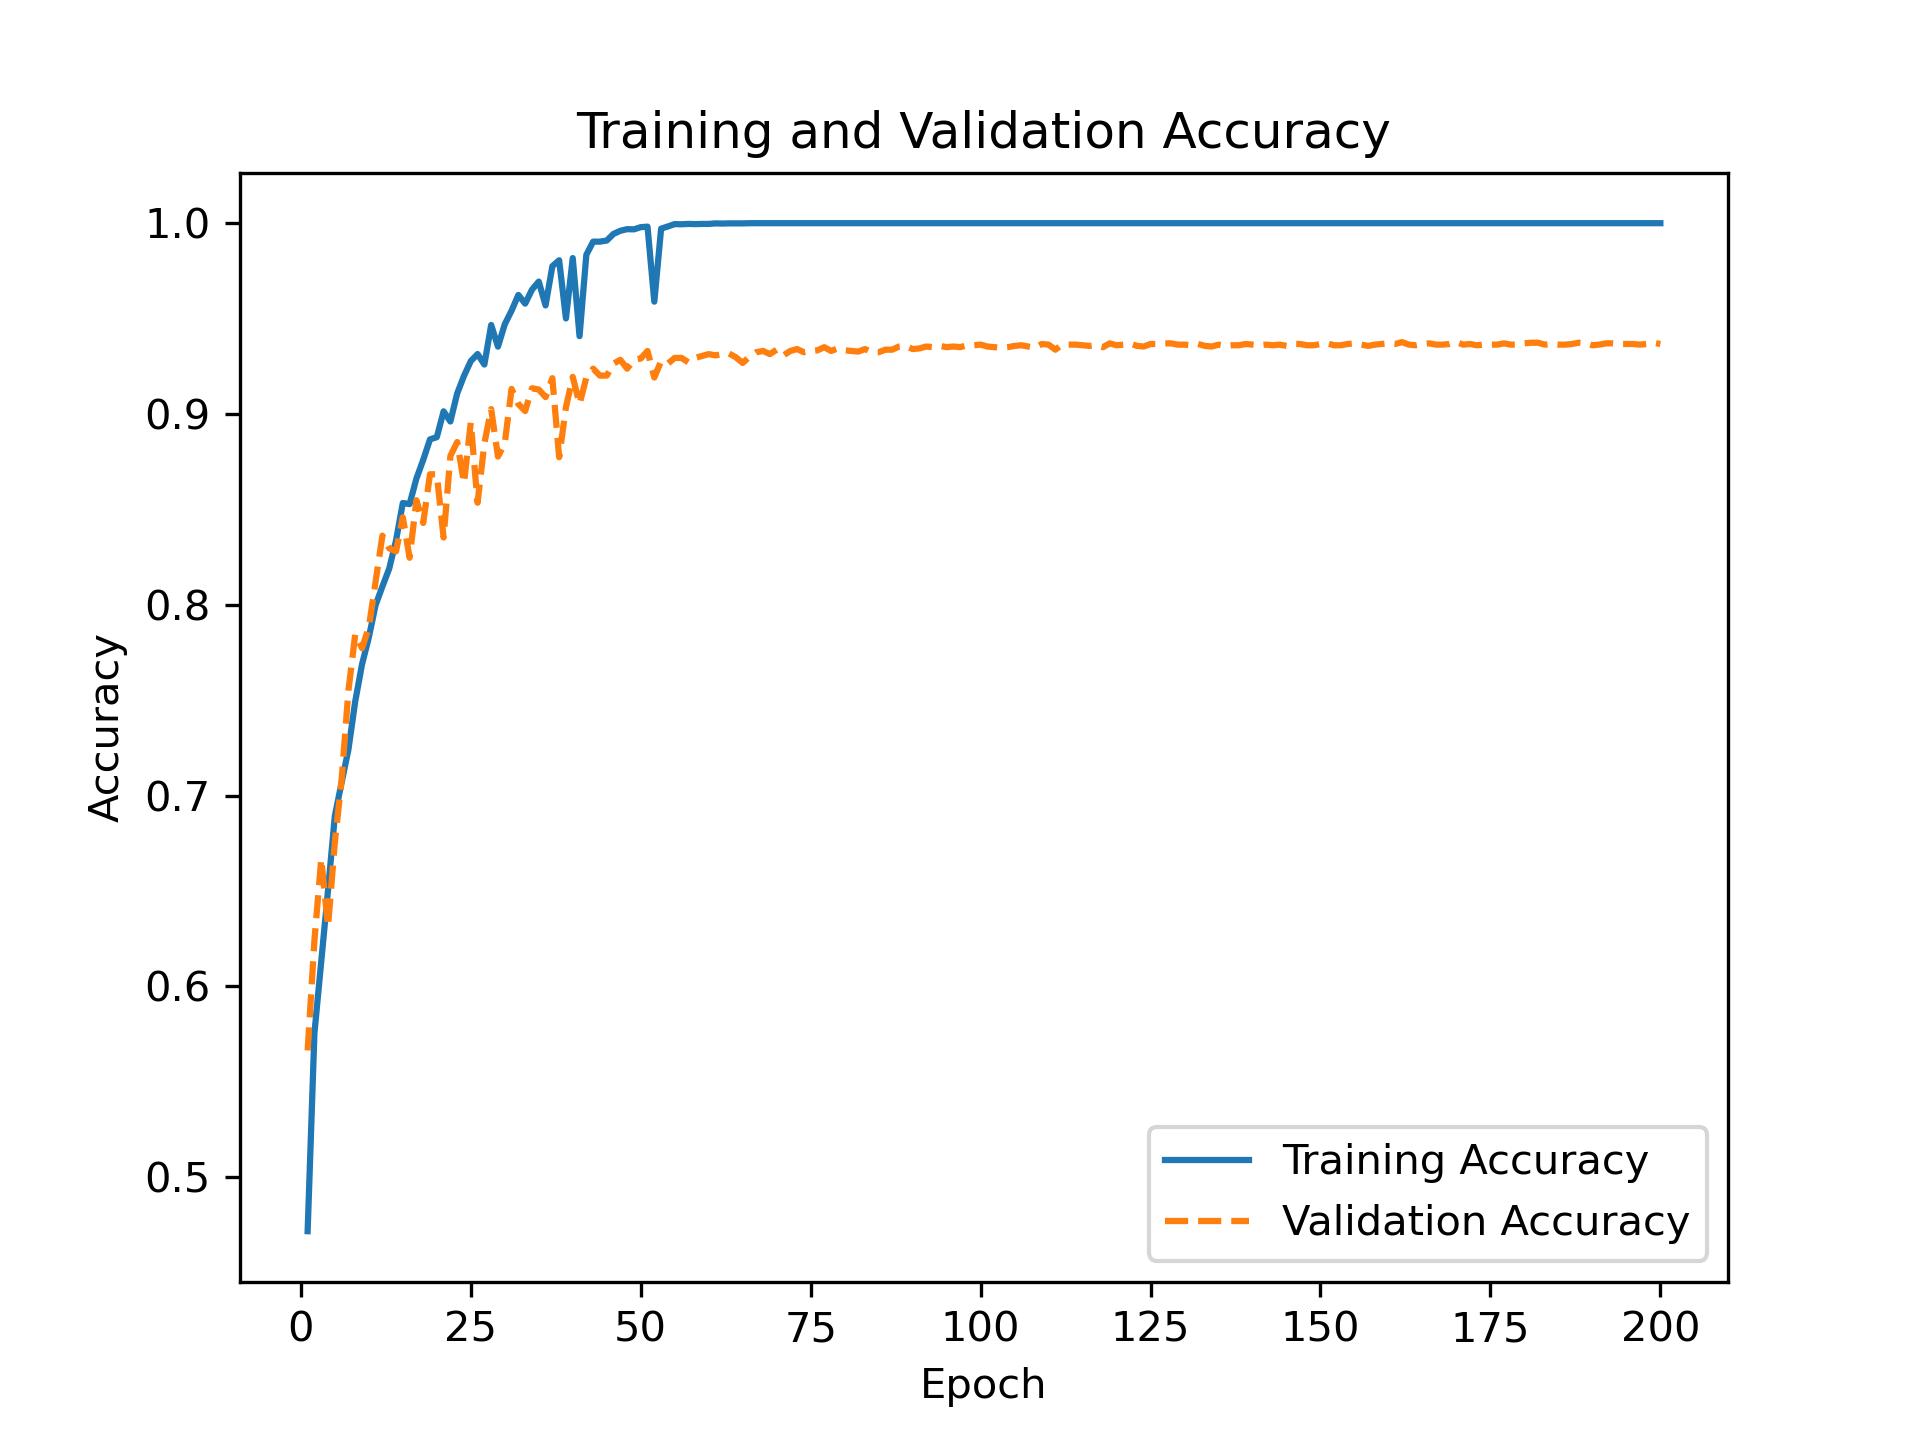 Training and Validation Accuracy
1.0
0.9
0.8
0.7
0.6
0.5
Accuracy
Training Accuracy
Validation Accuracy
0 25 50 75 100 125 150 175 200
Epoch